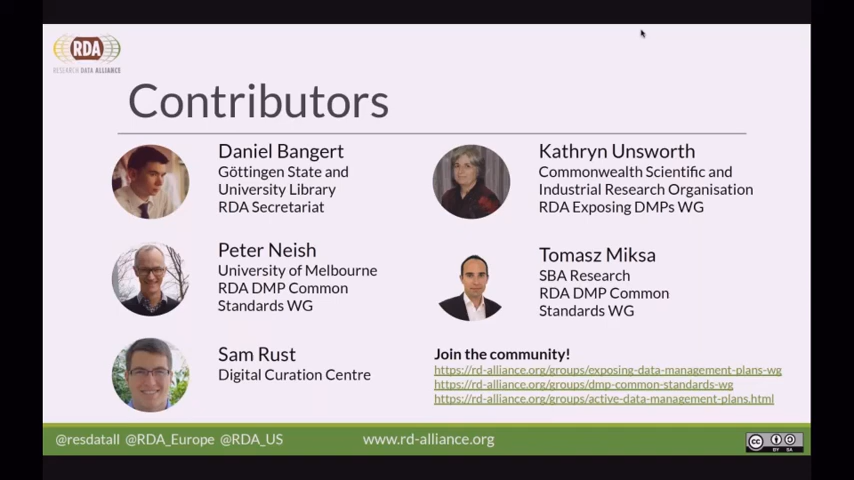 RDA
RESEARCH DATA ALLIANCE
Contributors
Daniel Bangert
Göttingen State and
University Library
RDA Secretariat
Kathryn Unsworth
Commonwealth Scientific and
Industrial Research Organisation
RDA Exposing DMPs WG
Peter Neish
University of Melbourne
RDA DMP Common
Standards WG
Tomasz Miksa
SBA Research
RDA DMP Common
Standards WG
Sam Rust
Digital Curation Centre
Join the community!
https://rd-alliance.org/groups/exposing-data-management-plans-wg
https://rd-alliance.org/groups/dmp-common-standards-wg
https://rd-alliance.org/groups/active-data-management-plans.html
@resdatall @RDA_Europe @RDA_US
www.rd-alliance.org
cc
BY SA